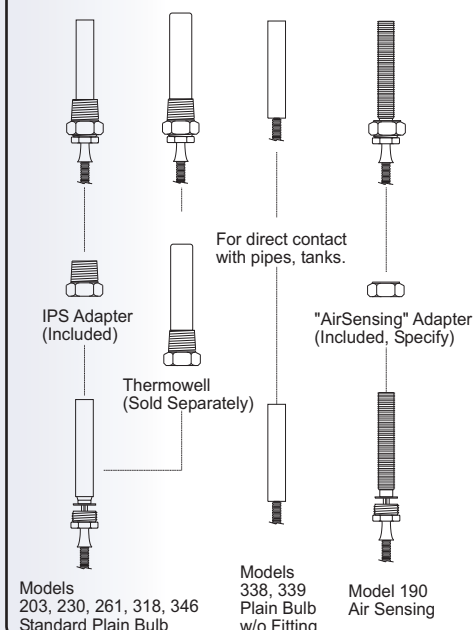 For direct contact
with pipes, tanks.
IPS Adapter
(Included)
"AirSensing" Adapter
(Included, Specify)
Thermowell
(Sold Separately)
Models
203, 230, 261, 318, 346
Standard Plain Bulb
Models
338, 339
Plain Bulb
w/o Fitting
Model 190
Air Sensing